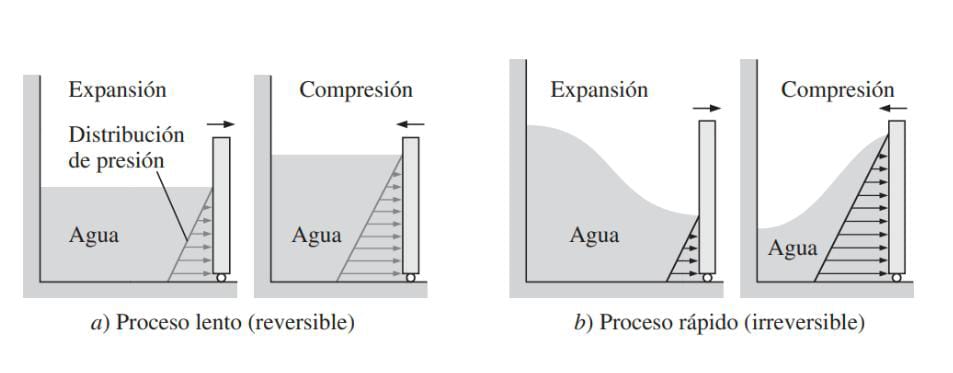 Expansión
Distribución
de presión
Agua
Compresión
Agua
a) Proceso lento (reversible)
Expansión
Agua
Compresión
Agua
b) Proceso rápido (irreversible)